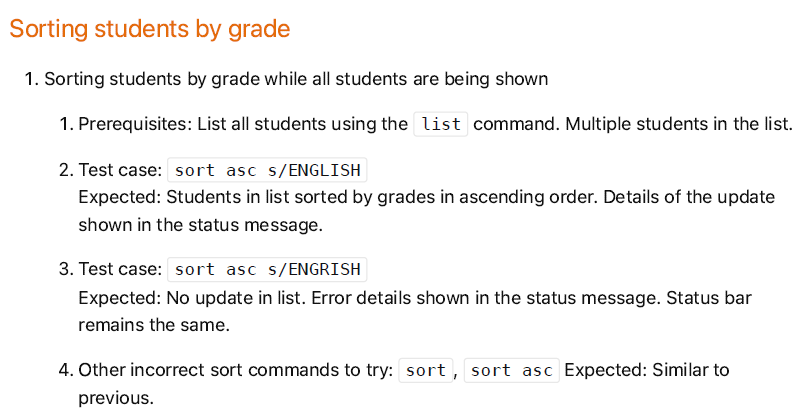 Sorting students by grade
1. Sorting students by grade while all students are being shown
1. Prerequisites: List all students using the list command. Multiple students in the list.
2. Test case: sort asc s/ENGLISH
Expected: Students in list sorted by grades in ascending order. Details of the update
shown in the status message.
3. Test case: sort asc s/ENGRISH
Expected: No update in list. Error details shown in the status message. Status bar
remains the same.
4. Other incorrect sort commands to try: sort, sort asc Expected: Similar to
previous.